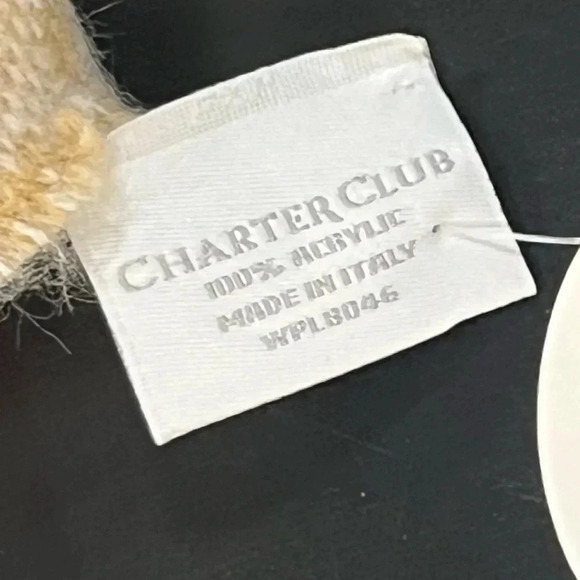 CHARTER CLUB
100% ACRYLIC
MADE IN ITALY
WPL8046